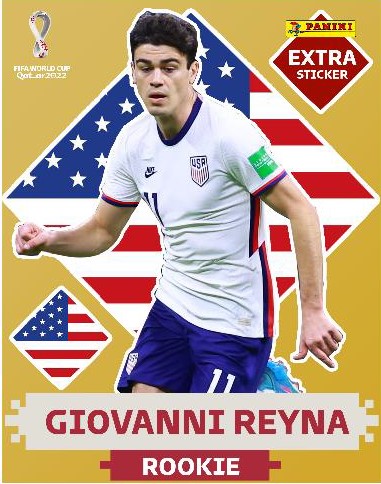 FIFA WORLD CUP
Qatar2022
PANINI
EXTRA
STICKER
USA
11
11
GIOVANNI REYNA
ROOKIE